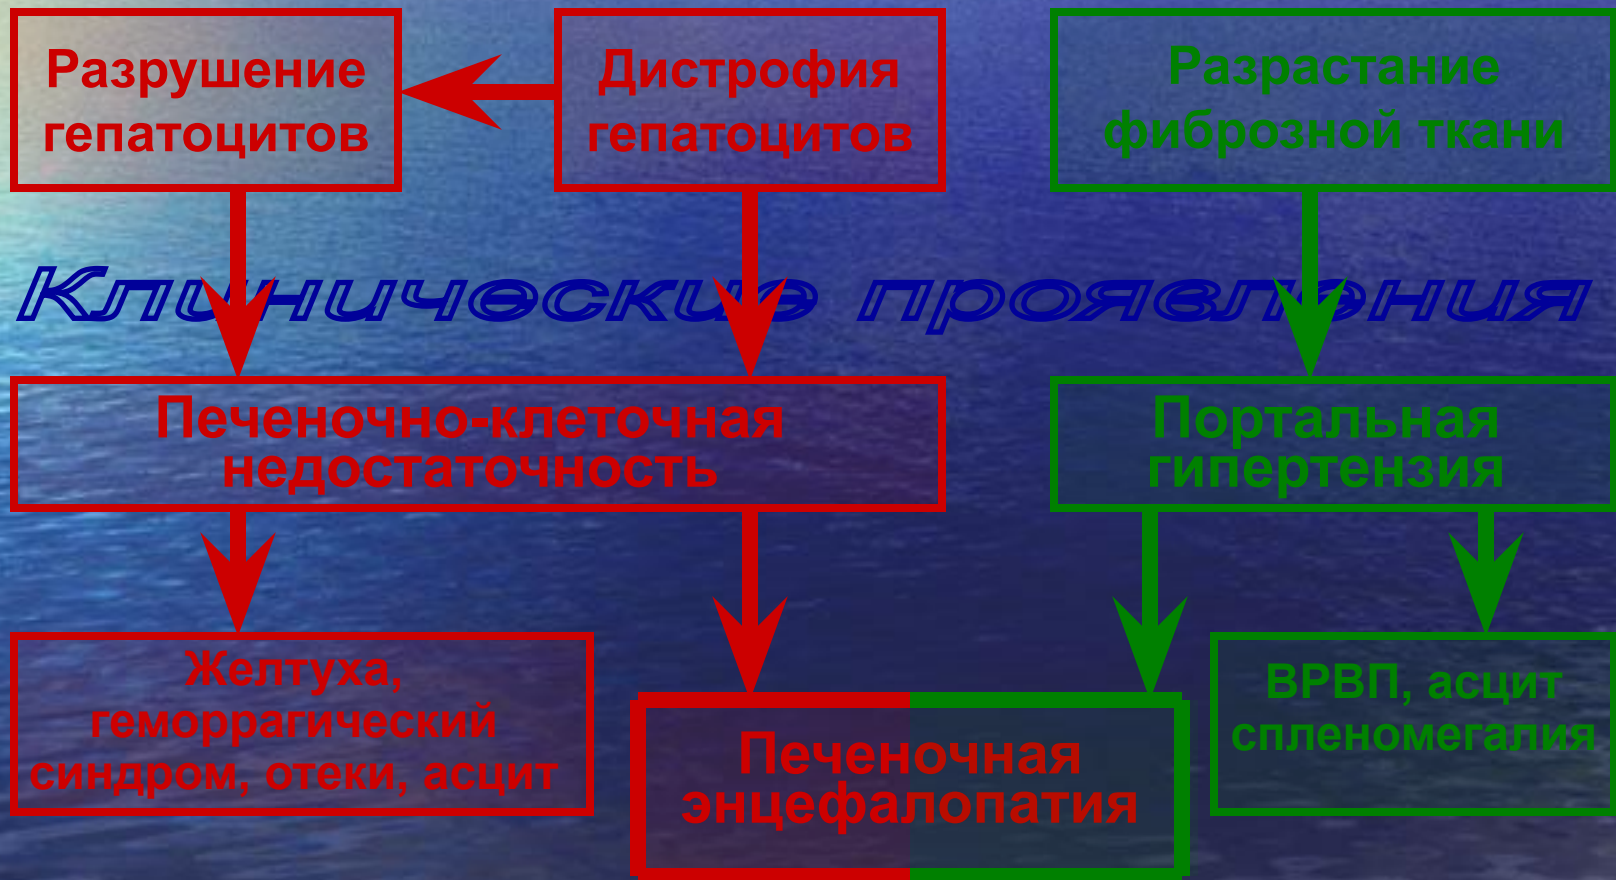 Разрушение
гепатоцитов
Дистрофия
гепатоцитов
Разрастание
фиброзной ткани
Клинические проявления
Печеночно-клеточная
недостаточность
Портальная
гипертензия
Желтуха,
геморрагический
синдром, отеки, асцит
Печеночная
энцефалопатия
ВРВП, асцит
спленомегалия